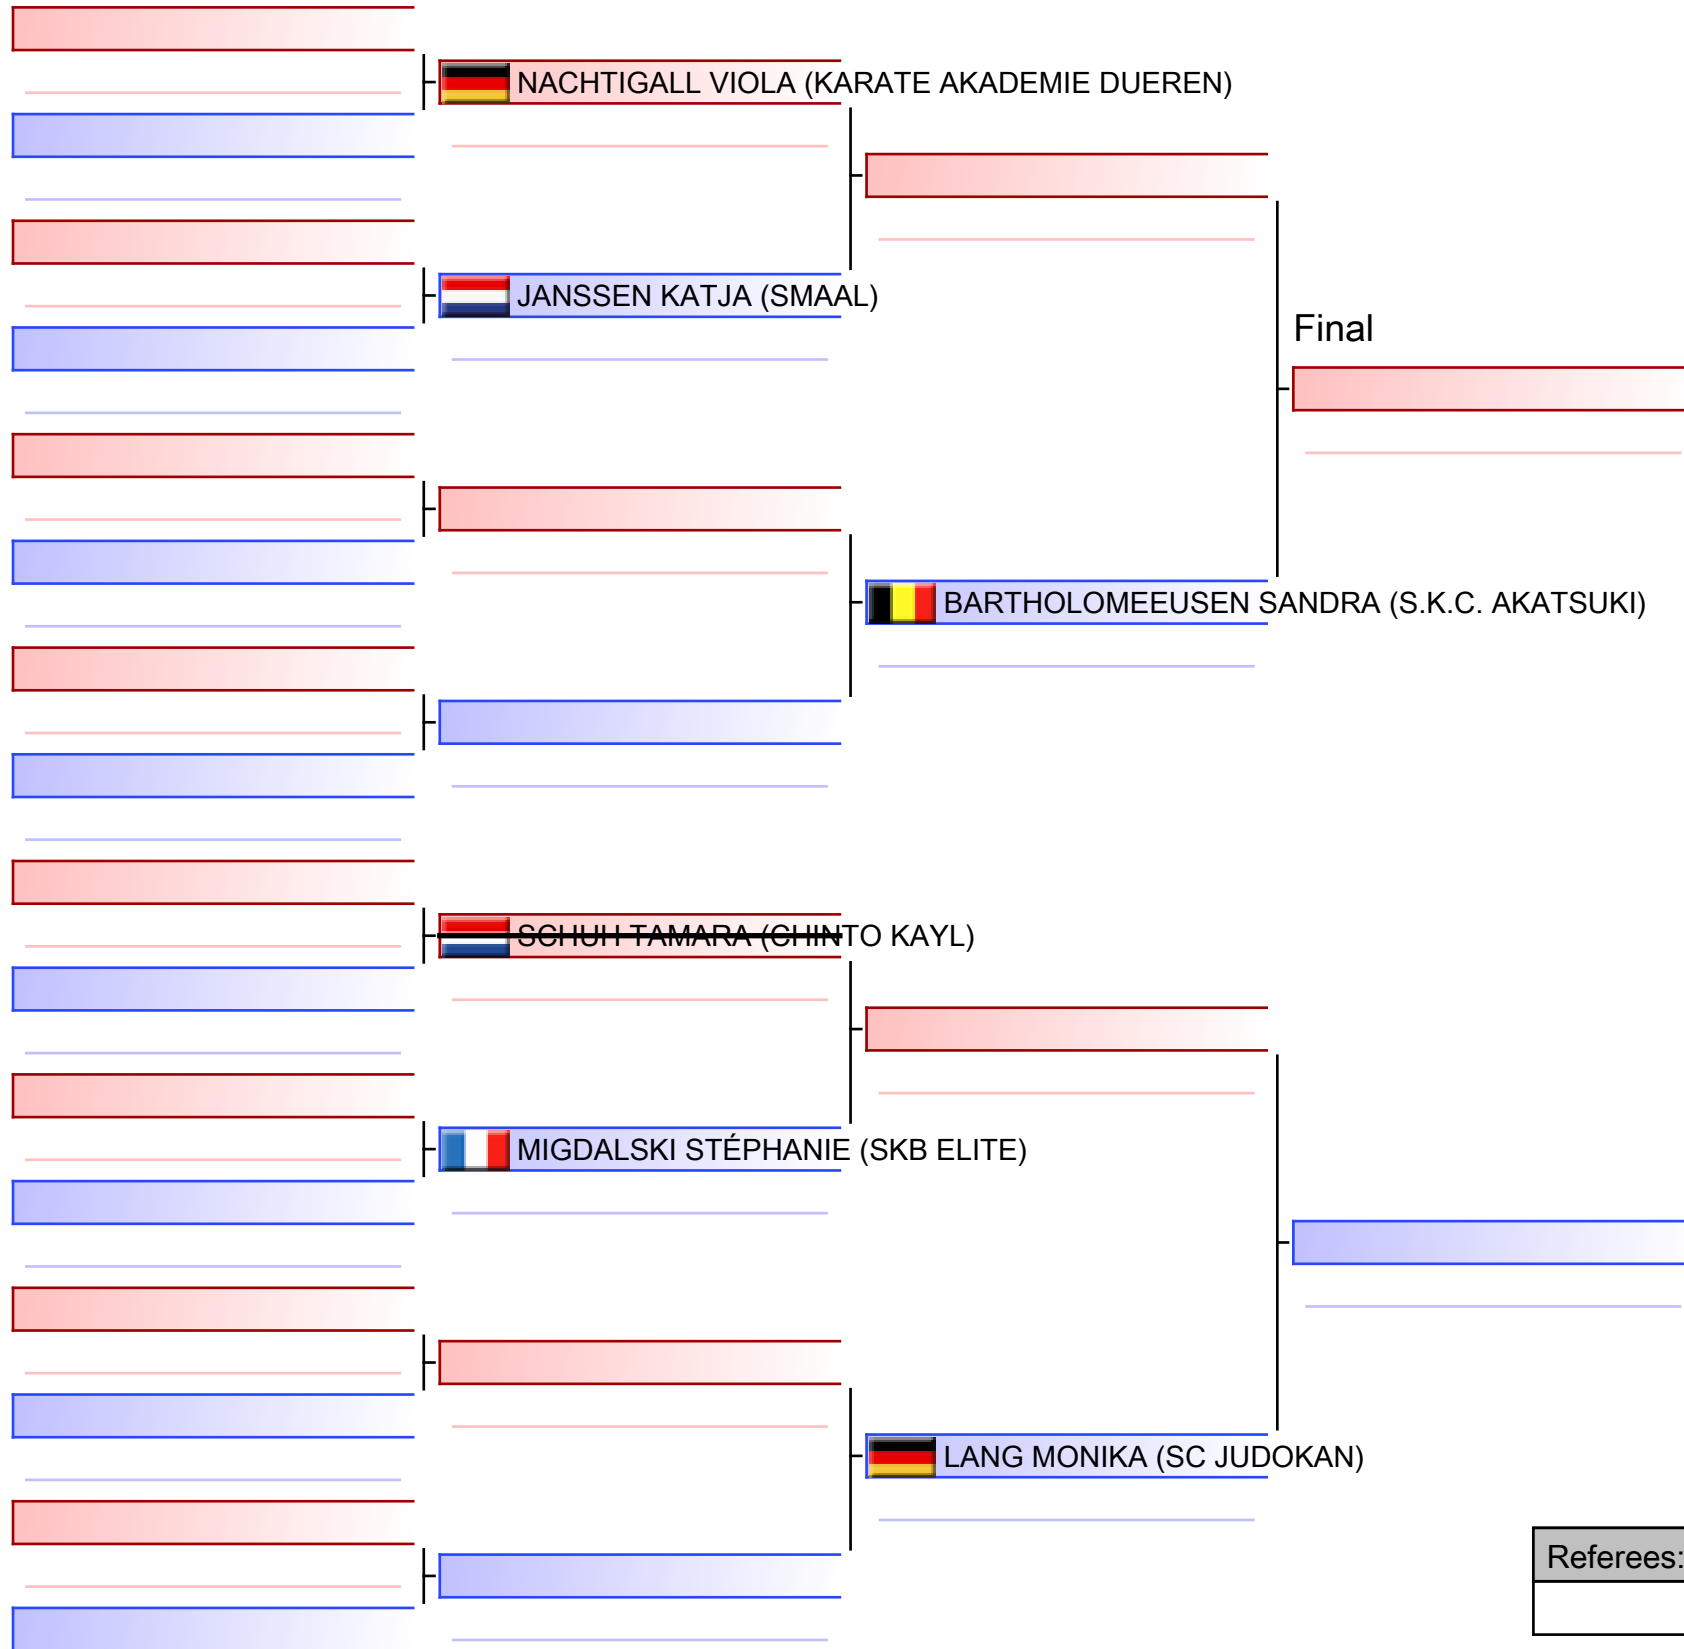 NACHTIGALL VIOLA (KARATE AKADEMIE DUEREN)
JANSSEN KATJA (SMAAL)
Final
BARTHOLOMEEUSEN SANDRA (S.K.C. AKATSUKI)
SCHUH TAMARA (CHINTO KAYL)
MIGDALSKI STÉPHANIE (SKB ELITE)
LANG MONIKA (SC JUDOKAN)
Referees: